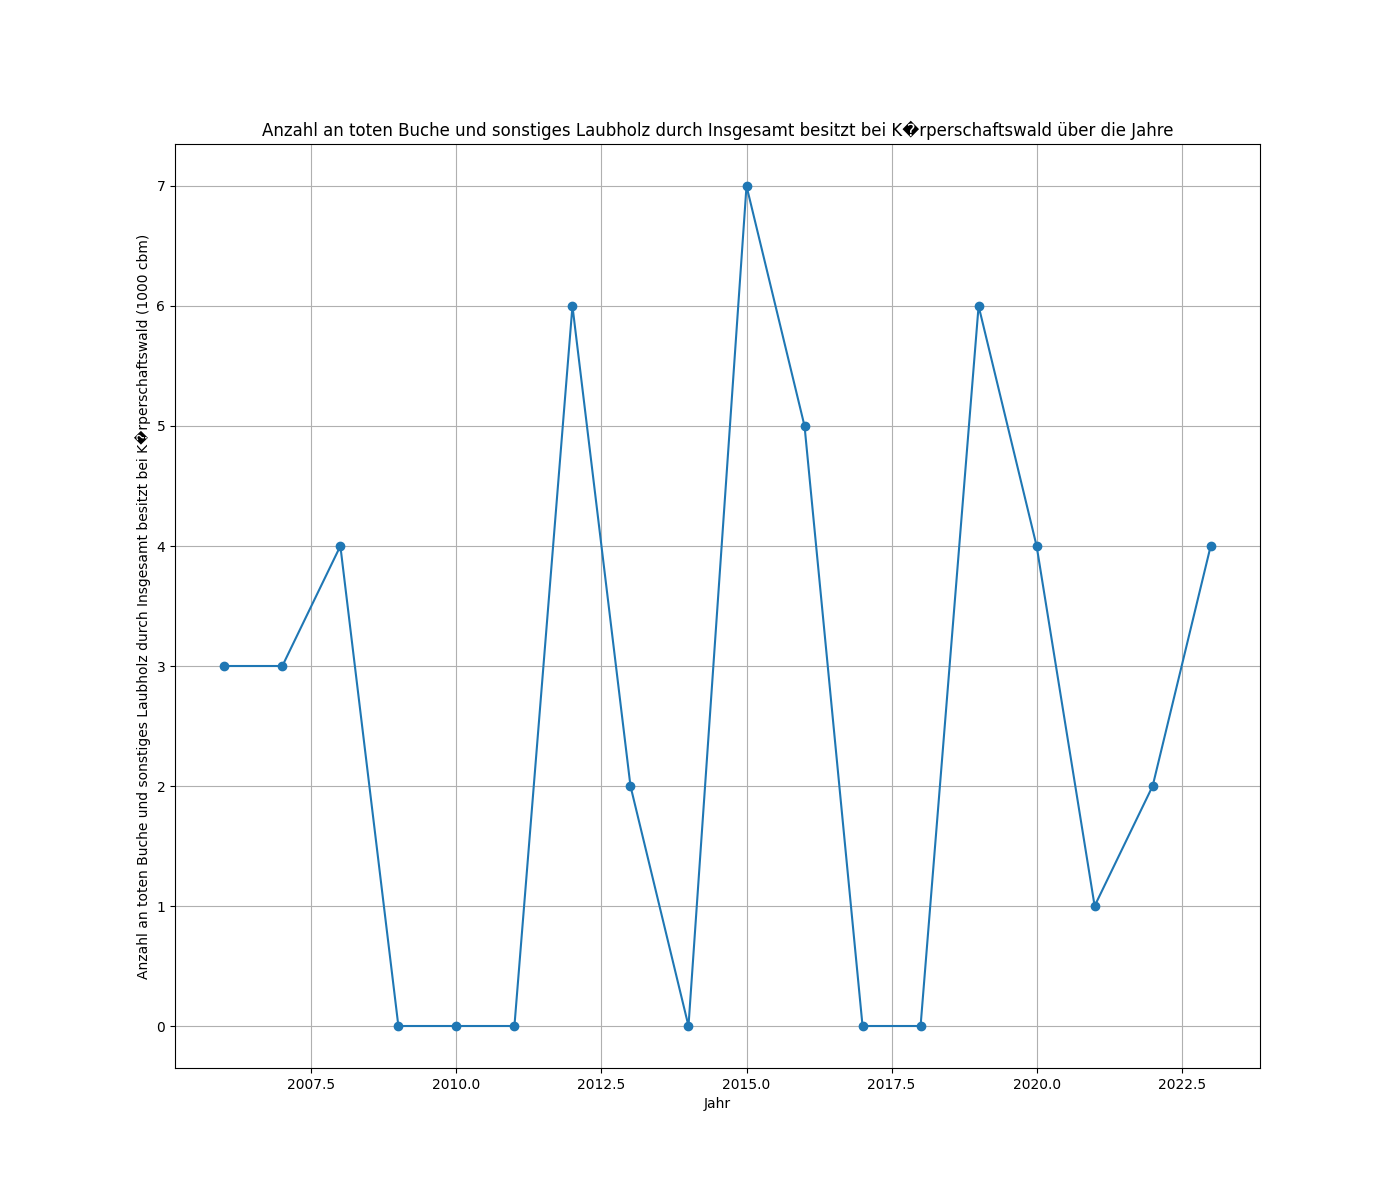 Anzahl an toten Buche und sonstiges Laubholz durch Insgesamt besitzt bei K�rperschaftswald über die Jahre
Anzahl an toten Buche und sonstiges Laubholz durch Insgesamt besitzt bei K�rperschaftswald (1000 cbm)
7
6
5
4
3
2
1
0
2007.5 2010.0 2012.5 2015.0 2017.5 2020.0 2022.5
Jahr